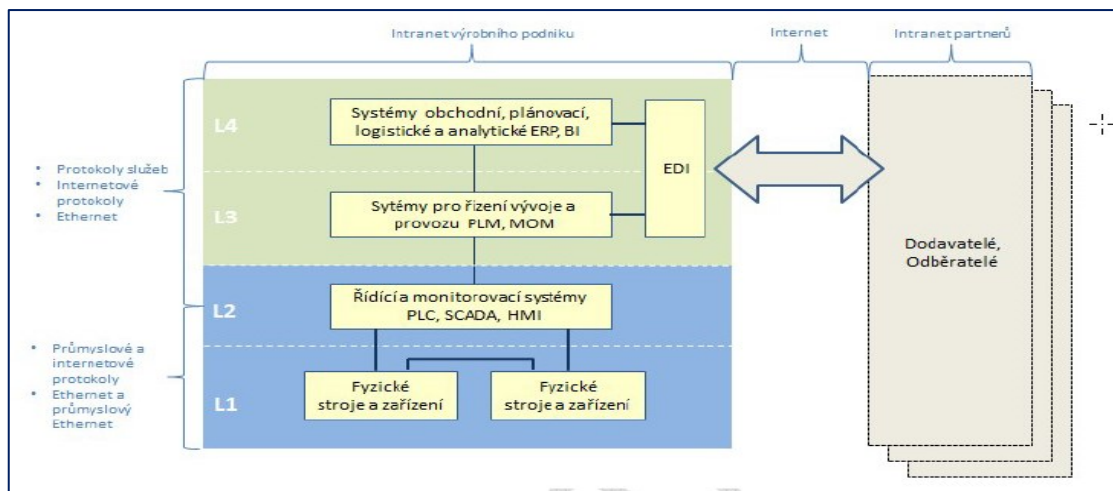 Intranet výrobního podniku
Internet
Intranet partnerů
L4
Systémy obchodní, plánovací,
logistické a analytické ERP, BI
EDI
• Protokoly služeb
• Internetové
protokoly
• Ethernet
L3
Sytémy pro řízení vývoje a
provozu PLM, MOM
Dodavatelé,
Odběratelé
L2
Řídící a monitorovací systémy
PLC, SCADA, HMI
• Průmyslové a
internetové
protokoly
• Ethernet a
průmyslový
Ethernet
L1
Fyzické
stroje a zařízení
Fyzické
stroje a zařízení